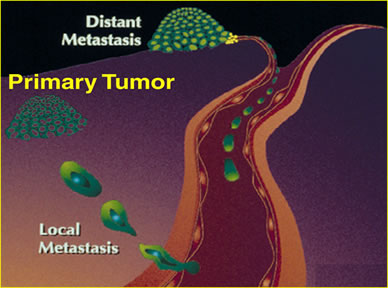 Distant
Metastasis
Primary Tumor
Local
Metastasis